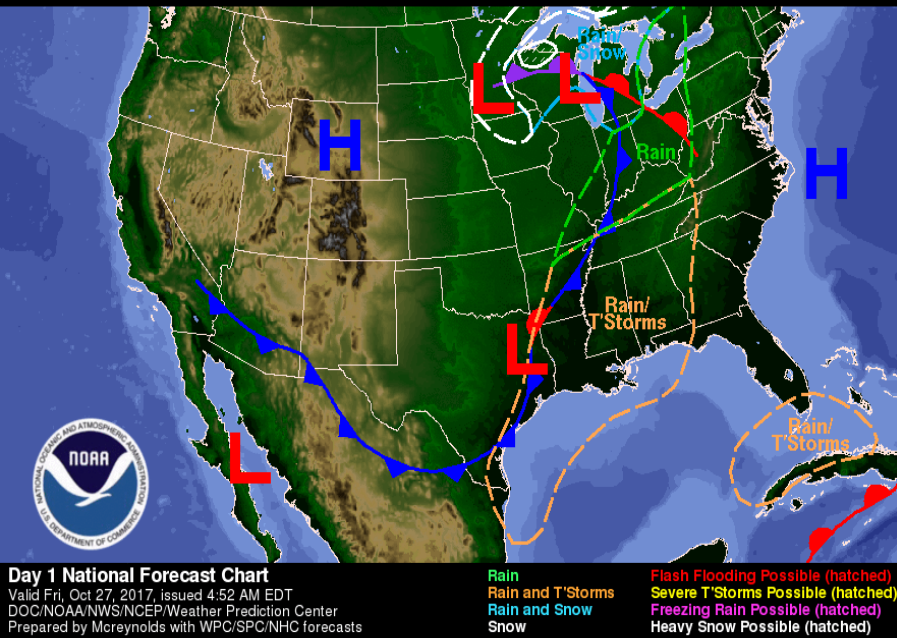 Rain/
Snow
L
L
H
Rain
H
Rain/
T'Storms
L
Rain/
T'Storms
L
NATIONAL OCEANIC AND ATMOSPHERIC ADMINISTRATION
NOAA
U.S. DEPARTMENT OF COMMERCE
Day 1 National Forecast Chart
Valid Fri, Oct 27, 2017, issued 4:52 AM EDT
DOC/NOAA/NWS/NCEP/Weather Prediction Center
Prepared by Mcreynolds with WPC/SPC/NHC forecasts
Rain
Rain and T'Storms
Rain and Snow
Snow
Flash Flooding Possible (hatched)
Severe T'Storms Possible (hatched)
Freezing Rain Possible (hatched)
Heavy Snow Possible (hatched)